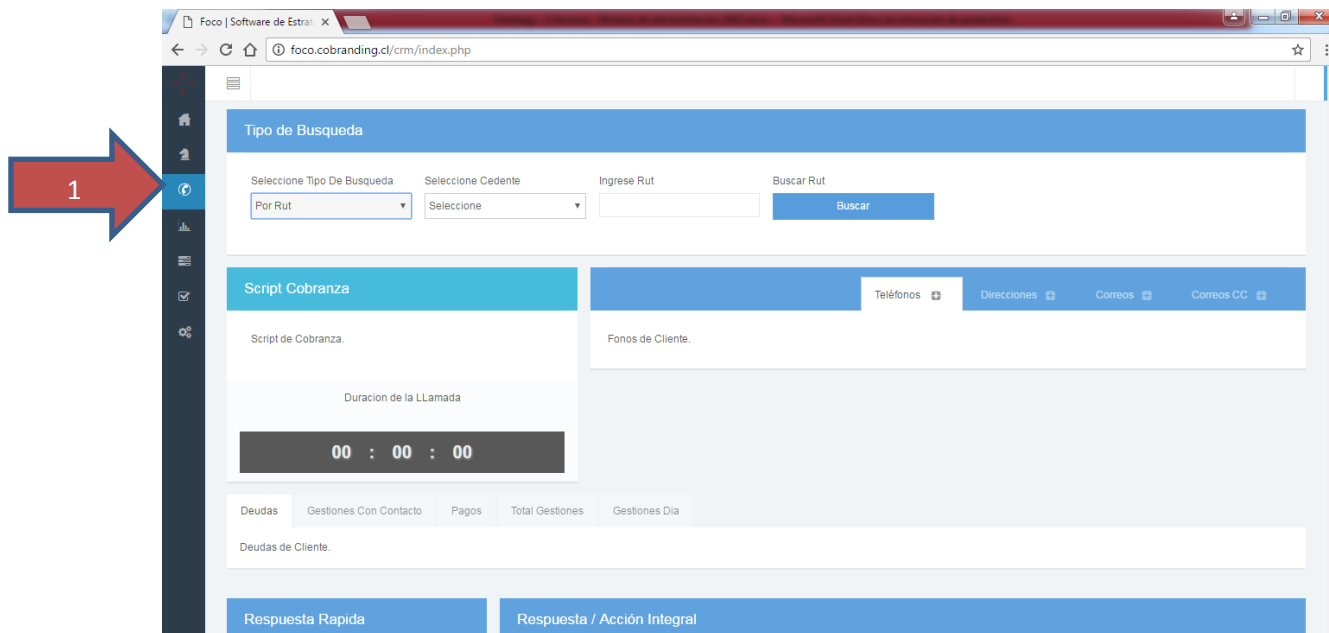 Foco | Software de Estrat
foco.cobranding.cl/crm/index.php
1
Tipo de Busqueda
Seleccione Tipo De Busqueda Seleccione Cedente Ingrese Rut Buscar Rut
Por Rut Seleccione Buscar
Script Cobranza
Teléfonos Direcciones Correos Correos CC
Script de Cobranza.
Fonos de Cliente.
Duracion de la LLamada
00 : 00 : 00
Deudas Gestiones Con Contacto Pagos Total Gestiones Gestiones Dia
Deudas de Cliente.
Respuesta Rapida Respuesta / Acción Integral